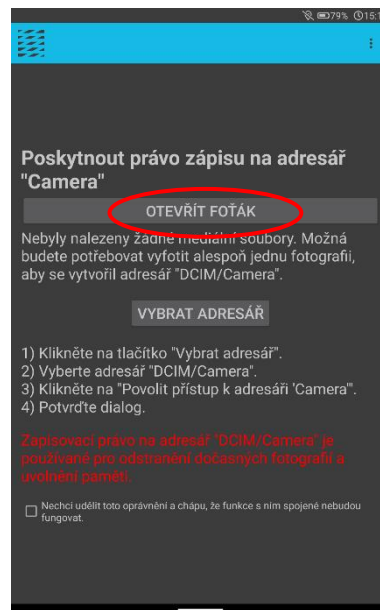 79% 15:1
Poskytnout právo zápisu na adresář
"Camera"
OTEVŘÍT FOŤÁK
Nebyly nalezeny žádné mediální soubory. Možná
budete potřebovat vyfotit alespoň jednu fotografii,
aby se vytvořil adresář "DCIM/Camera".
VYBRAT ADRESÁŘ
1) Klikněte na tlačítko "Vybrat adresář".
2) Vyberte adresář "DCIM/Camera".
3) Klikněte na "Povolit přístup k adresáři 'Camera'".
4) Potvrďte dialog.
Zapisovací právo na adresář "DCIM/Camera" je
používané pro odstranění dočasných fotografií a
uvolnění paměti.
Nechci udělit toto oprávnění a chápu, že funkce s ním spojené nebudou
fungovat.